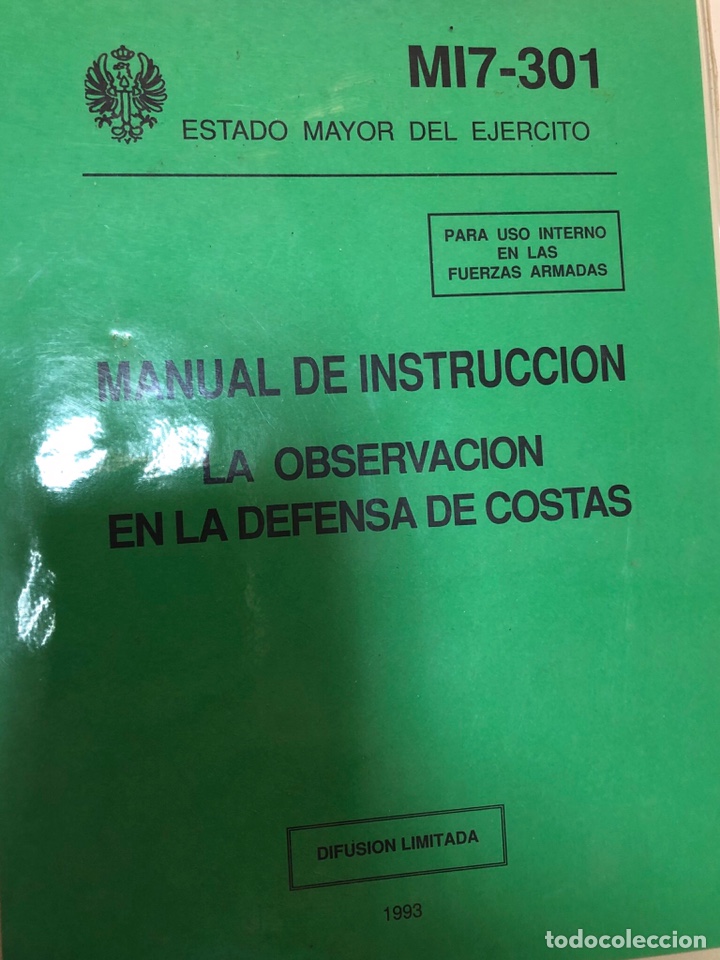 MI7-301
ESTADO MAYOR DEL EJERCITO
PARA USO INTERNO
EN LAS
FUERZAS ARMADAS
MANUAL DE INSTRUCCION
LA OBSERVACION
EN LA DEFENSA DE COSTAS
DIFUSION LIMITADA
1993
todocoleccion